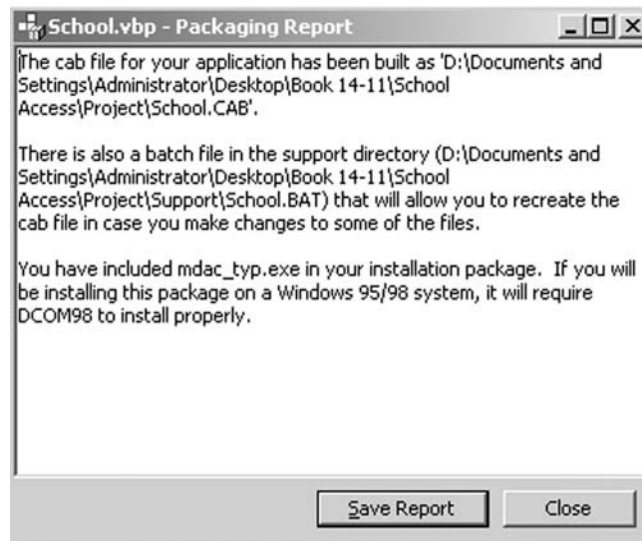 School.vbp - Packaging Report
The cab file for your application has been built as 'D:\Documents and
Settings\Administrator\Desktop\Book 14-11\School
Access\Project\School.CAB'.
There is also a batch file in the support directory (D:\Documents and
Settings\Administrator\Desktop\Book 14-11\School
Access\Project\Support\School.BAT) that will allow you to recreate the
cab file in case you make changes to some of the files.
You have included mdac_typ.exe in your installation package.  If you will
be installing this package on a Windows 95/98 system, it will require
DCOM98 to install properly.
Save Report Close